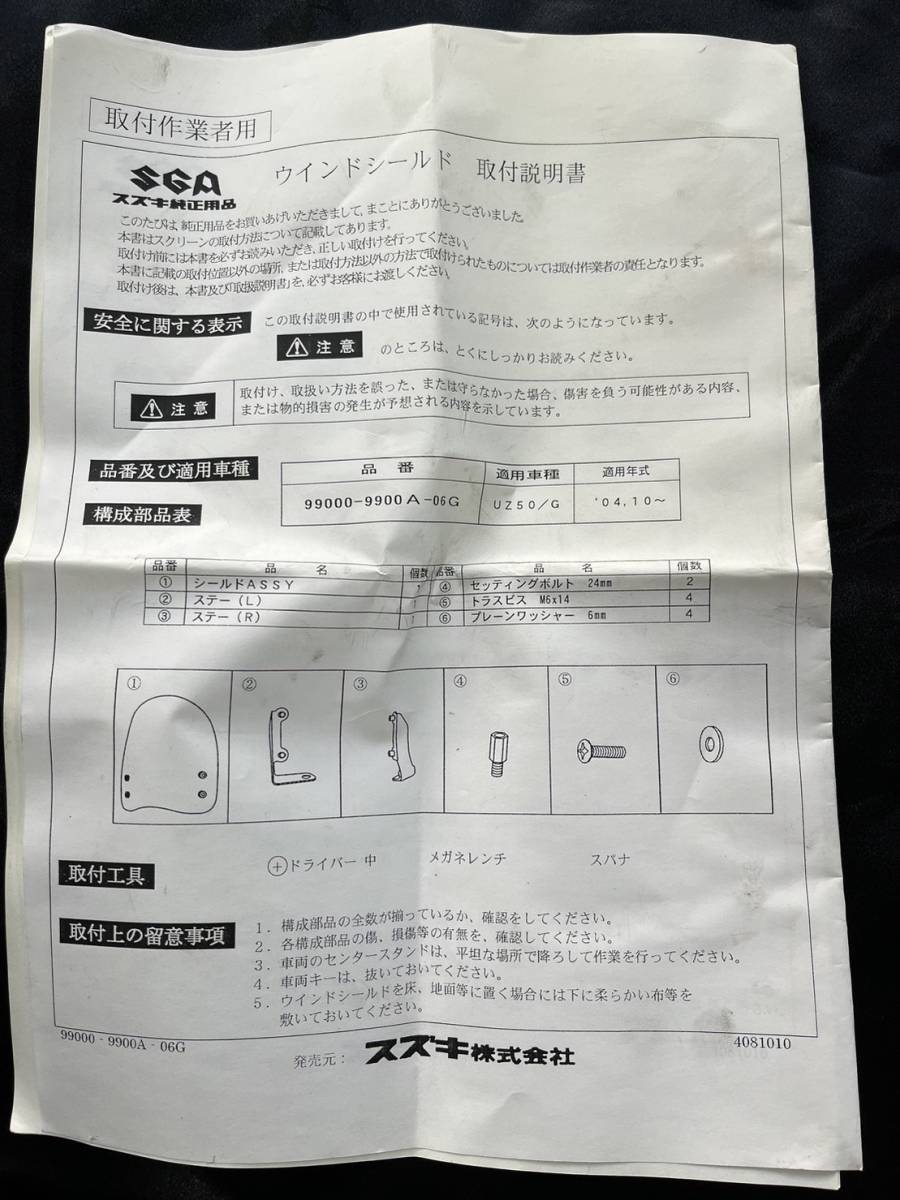 取付作業者用
SGA
スズキ純正用品
ウインドシールド 取付説明書
このたびは、純正用品をお買いあげいただきまして、まことにありがとうございました。
本書はスクリーンの取付方法について記載してあります。
取付け前には本書を必ずお読みいただき、正しい取付けを行ってください。
本書に記載の取付位置以外の場所、または取付方法以外の方法で取付けられたものについては取付作業者の責任となります。
取付け後は、本書及び「取扱説明書」を、必ずお客様にお渡しください。
安全に関する表示
この取付説明書の中で使用されている記号は、次のようになっています。
⚠ 注意 のところは、とくにしっかりお読みください。
⚠ 注意
取付け、取扱い方法を誤った、または守らなかった場合、傷害を負う可能性がある内容、
または物的損害の発生が予想される内容を示しています。
品番及び適用車種
品番 適用車種 適用年式
99000-9900A-06G UZ50/G '04,10~
構成部品表
品番 品名 個数 品番 品名 個数
① シールドASSY 1 ④ セッティングボルト 24mm 2
② ステー(L) 1 ⑤ トラスビス M6x14 4
③ ステー(R) 1 ⑥ プレーンワッシャー 6mm 4
① ② ③ ④ ⑤ ⑥
取付工具
⊕ドライバー 中 メガネレンチ スパナ
取付上の留意事項
1. 構成部品の全数が揃っているか、確認をしてください。
2. 各構成部品の傷、損傷等の有無を、確認してください。
3. 車両のセンタースタンドは、平坦な場所で降ろして作業を行ってください。
4. 車両キーは、抜いておいてください。
5. ウインドシールドを床、地面等に置く場合には下に柔らかい布等を
敷いておいてください。
99000-9900A-06G
発売元: スズキ株式会社
4081010